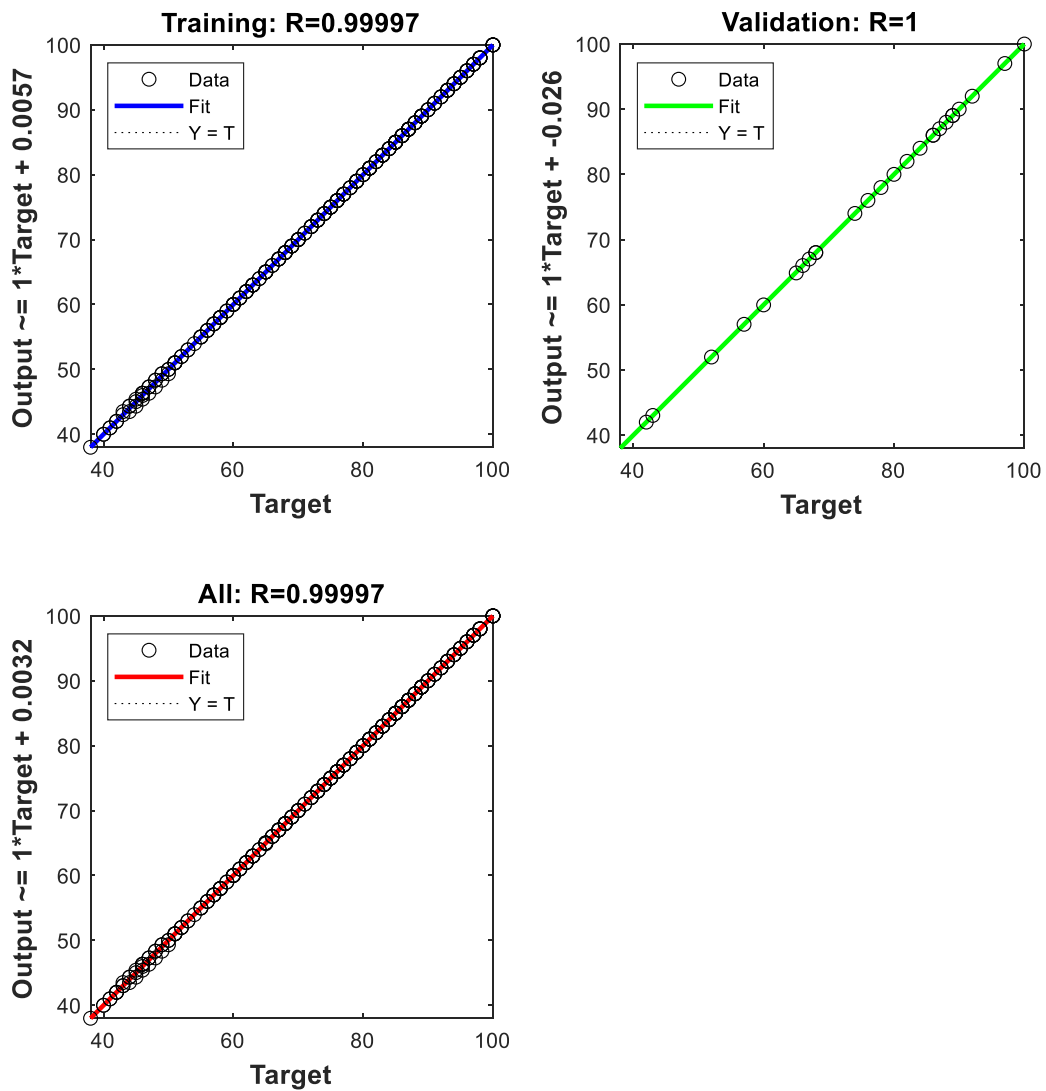 Training: R=0.99997
Output ~= 1*Target + 0.0057
100
90
80
70
60
50
40
Data
Fit
Y = T
40 60 80 100
Target
Validation: R=1
Output ~= 1*Target + -0.026
100
90
80
70
60
50
40
Data
Fit
Y = T
40 60 80 100
Target
All: R=0.99997
Output ~= 1*Target + 0.0032
100
90
80
70
60
50
40
Data
Fit
Y = T
40 60 80 100
Target